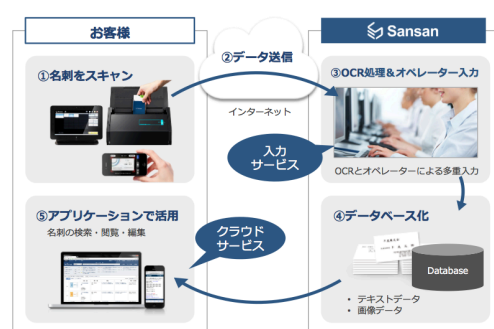 お客様
Sansan
②データ送信
インターネット
①名刺をスキャン
③OCR処理&オペレーター入力
入力
サービス
OCRとオペレーターによる多重入力
⑤アプリケーションで活用
名刺の検索・閲覧・編集
クラウド
サービス
④データベース化
Database
・ テキストデータ
・ 画像データ